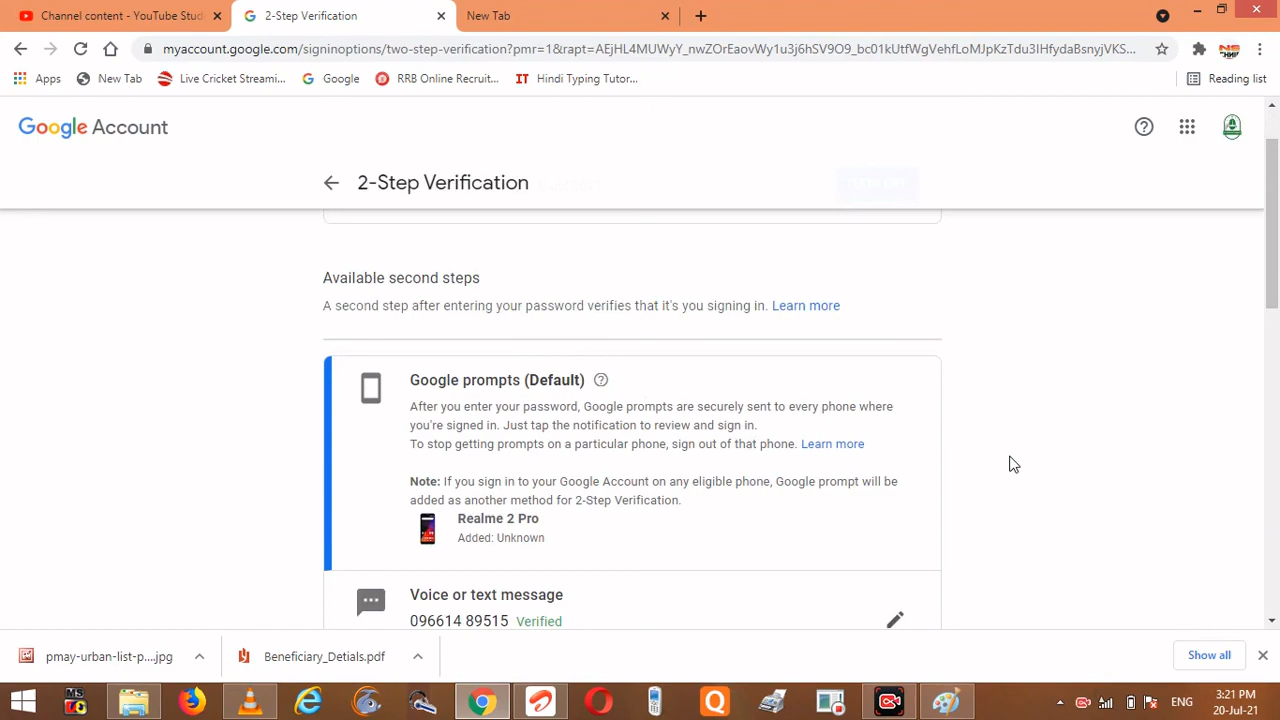 Channel content - YouTube Stud
2-Step Verification
New Tab
myaccount.google.com/signinoptions/two-step-verification?pmr=1&rapt=AEjHL4MUWyY_nwZOrEaovWy1u3j6hSV9O9_bc01kUtfWgVehfLoMJpKzTdu3IHfydaBsnyjVKS...
Apps
New Tab
Live Cricket Streami...
Google
RRB Online Recruit...
IT Hindi Typing Tutor...
Reading list
Google Account
2-Step Verification
Available second steps
A second step after entering your password verifies that it's you signing in. Learn more
Google prompts (Default)
After you enter your password, Google prompts are securely sent to every phone where
you're signed in. Just tap the notification to review and sign in.
To stop getting prompts on a particular phone, sign out of that phone. Learn more
Note: If you sign in to your Google Account on any eligible phone, Google prompt will be
added as another method for 2-Step Verification.
Realme 2 Pro
Added: Unknown
Voice or text message
096614 89515 Verified
pmay-urban-list-p....jpg
Beneficiary_Detials.pdf
Show all
ENG
3:21 PM
20-Jul-21